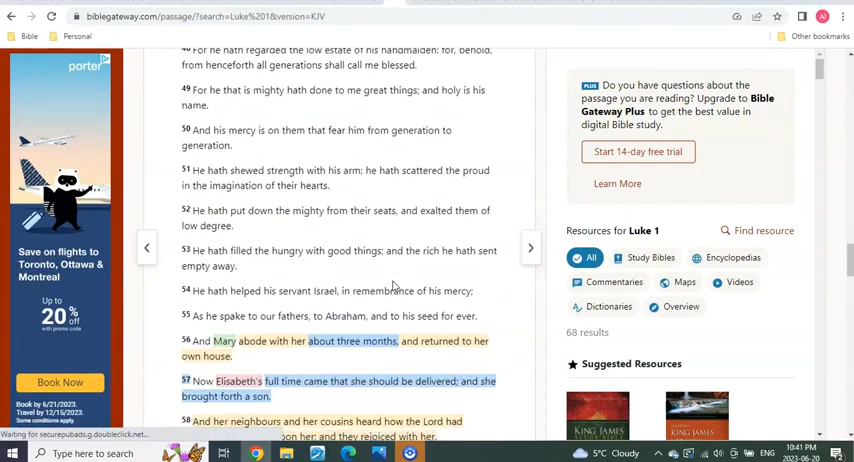 biblegateway.com/passage/?search=Luke%201&version=KJV
AI
Bible
Personal
Other bookmarks
porter
Save on flights to
Toronto, Ottawa &
Montreal
Up to
20% off
with promo code
Book Now
Book by 6/21/2023.
Travel by 12/15/2023.
Some conditions apply.
48 For he hath regarded the low estate of his handmaiden: for, behold,
from henceforth all generations shall call me blessed.
49 For he that is mighty hath done to me great things; and holy is his
name.
50 And his mercy is on them that fear him from generation to
generation.
51 He hath shewed strength with his arm; he hath scattered the proud
in the imagination of their hearts.
52 He hath put down the mighty from their seats, and exalted them of
low degree.
53 He hath filled the hungry with good things; and the rich he hath sent
empty away.
54 He hath helped his servant Israel, in remembrance of his mercy;
55 As he spake to our fathers, to Abraham, and to his seed for ever.
56 And Mary abode with her about three months, and returned to her
own house.
57 Now Elisabeth's full time came that she should be delivered; and she
brought forth a son.
58 And her neighbours and her cousins heard how the Lord had
upon her; and they rejoiced with her.
PLUS Do you have questions about the
passage you are reading? Upgrade to Bible
Gateway Plus to get the best value in
digital Bible study.
Start 14-day free trial
Learn More
Resources for Luke 1
Find resource
All
Study Bibles
Encyclopedias
Commentaries
Maps
Videos
Dictionaries
Overview
68 results
Suggested Resources
KING JAMES
KING JAMES
Waiting for securepubads.g.doubleclick.net...
Type here to search
5°C Cloudy
ENG
10:41 PM
2023-06-20